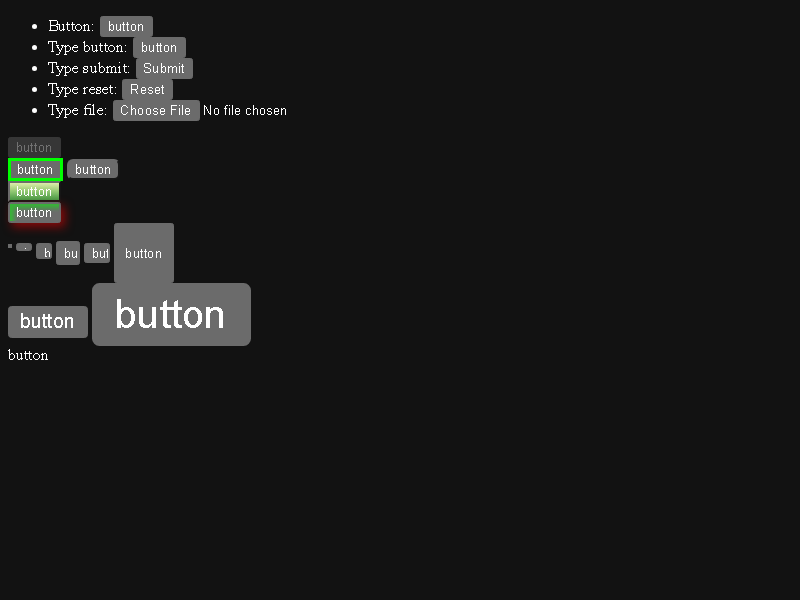 Button: button
Type button: button
Type submit: Submit
Type reset: Reset
Type file: Choose File No file chosen
button
button button
button
button
b bu but button
button button
button